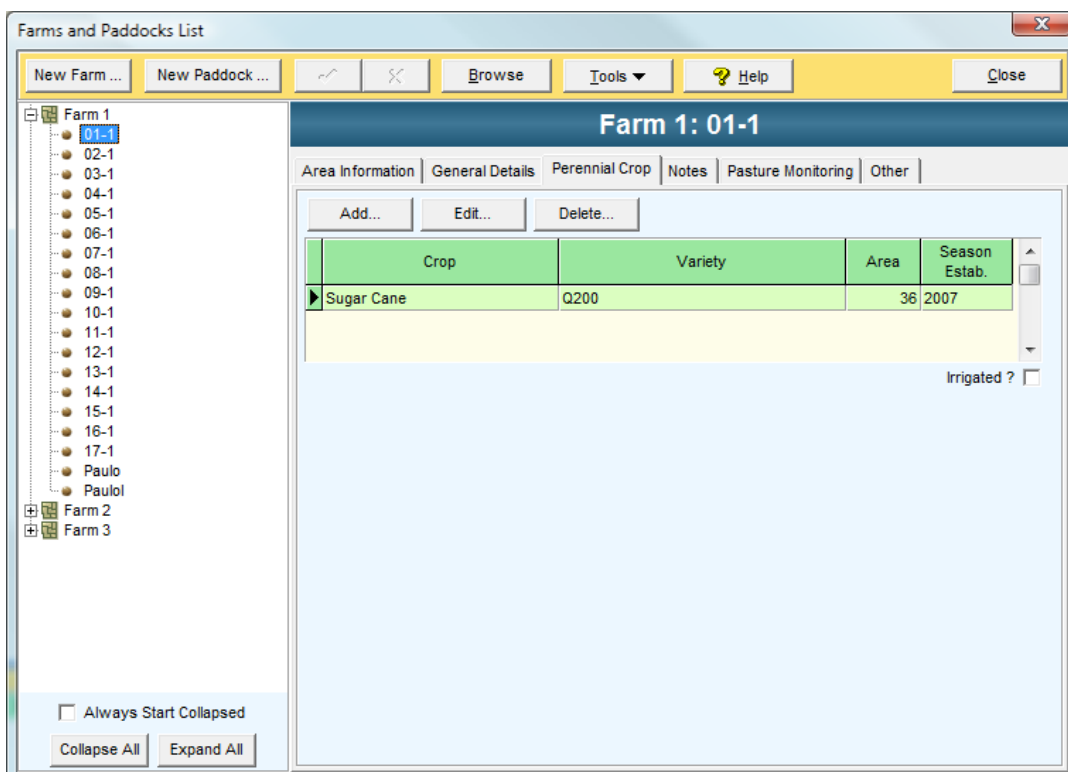 Farms and Paddocks List
New Farm ... New Paddock ... Browse Tools Help Close
Farm 1
01-1
02-1
03-1
04-1
05-1
06-1
07-1
08-1
09-1
10-1
11-1
12-1
13-1
14-1
15-1
16-1
17-1
Paulo
Paulol
Farm 2
Farm 3
Always Start Collapsed
Collapse All Expand All
Farm 1: 01-1
Area Information General Details Perennial Crop Notes Pasture Monitoring Other
Add... Edit... Delete...
Crop Variety Area Season Estab.
Sugar Cane Q200 36 2007
Irrigated ?